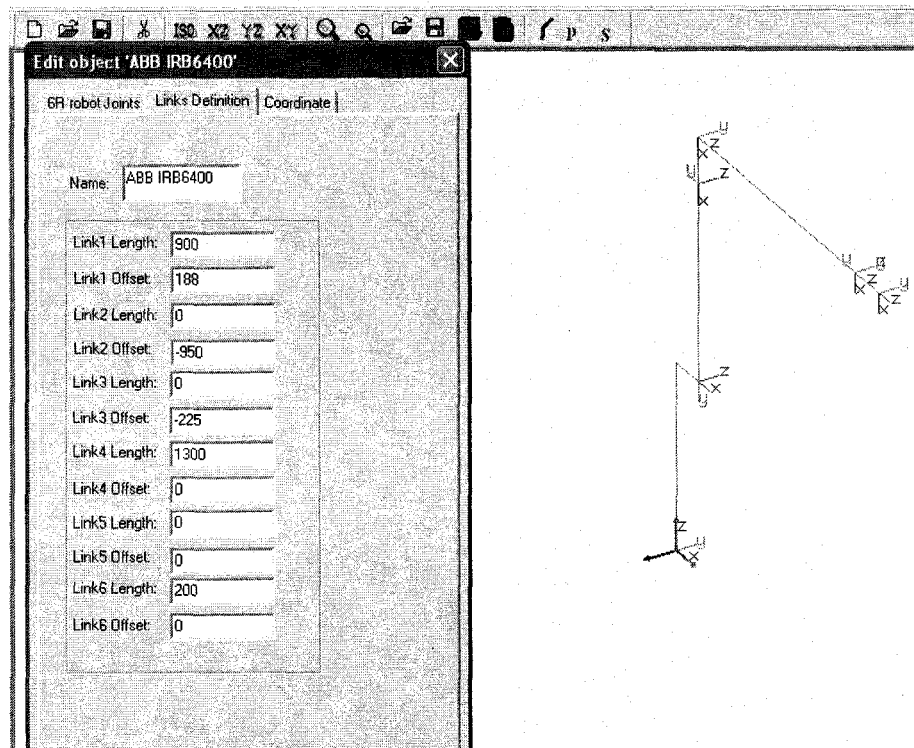 ISO XZ YZ XY P S
Edit object 'ABB IRB6400'
6R robot Joints Links Definition Coordinate
Name: ABB IRB6400
Link1 Length: 900
Link1 Offset: 188
Link2 Length: 0
Link2 Offset: -950
Link3 Length: 0
Link3 Offset: -225
Link4 Length: 1300
Link4 Offset: 0
Link5 Length: 0
Link5 Offset: 0
Link6 Length: 200
Link6 Offset: 0
y
z
x
y z
x
y
z y
x z
x
z
y x
z
y
x